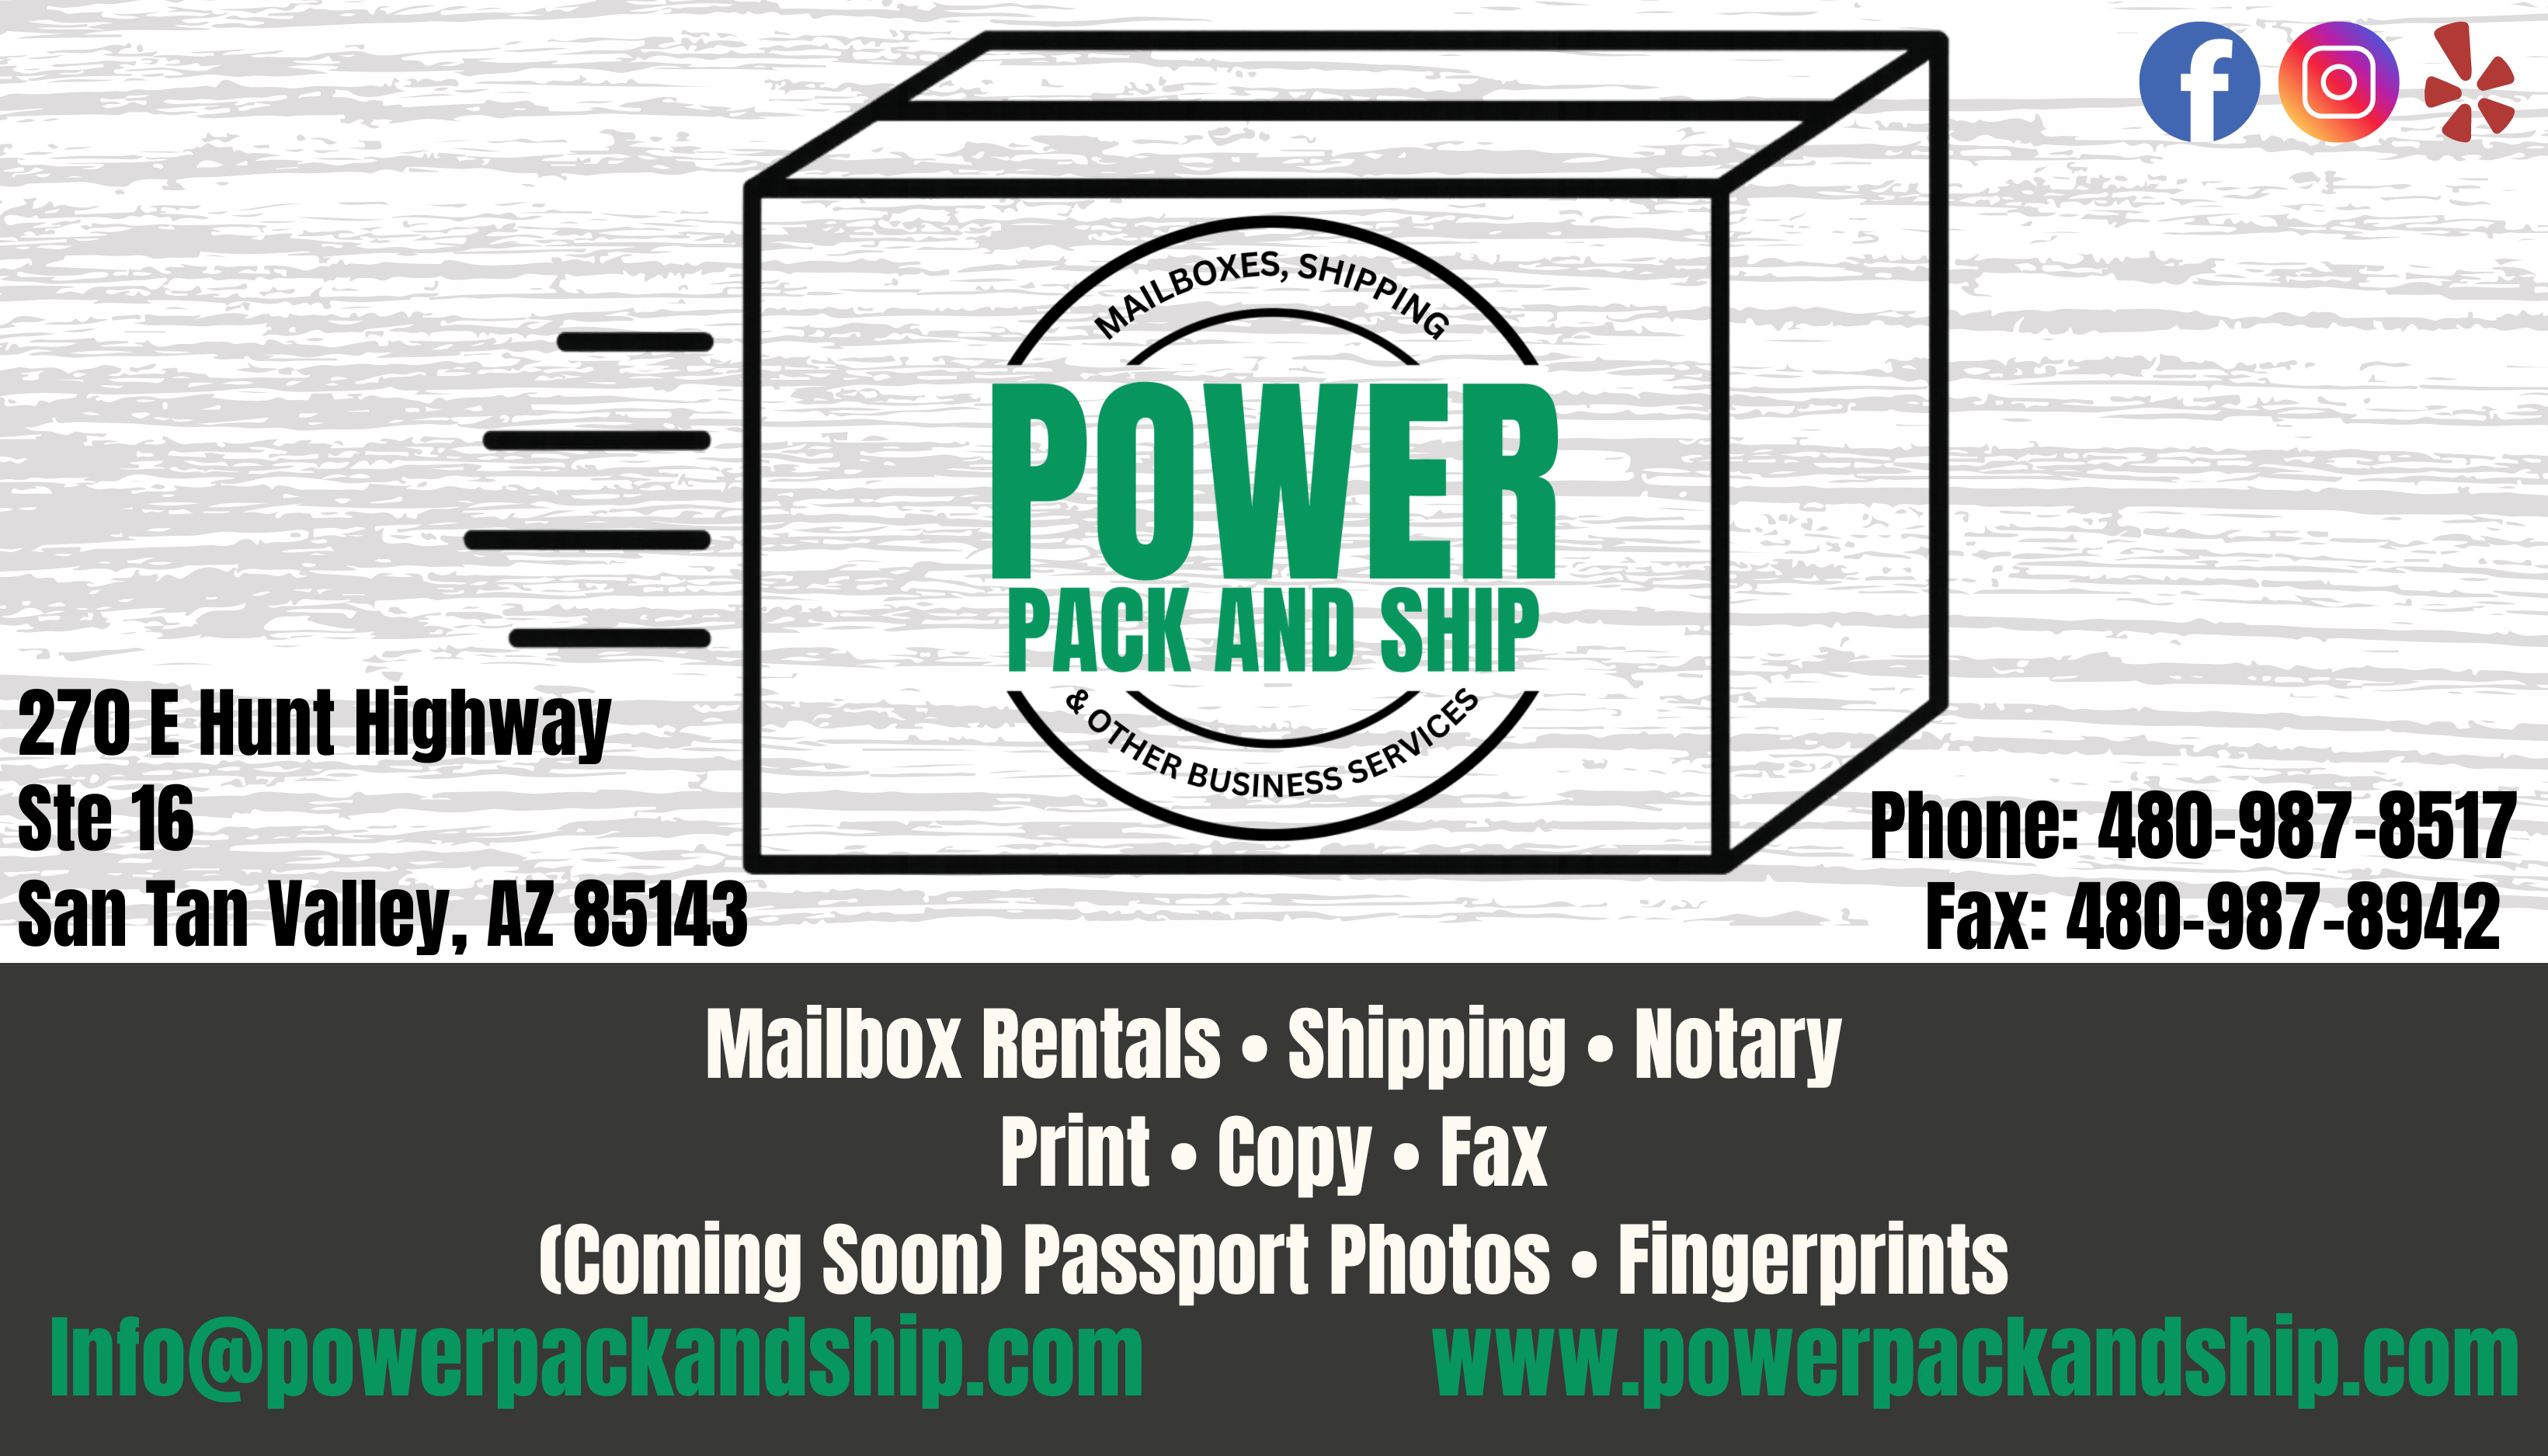 MAILBOXES, SHIPPING
POWER
PACK AND SHIP
& OTHER BUSINESS SERVICES
270 E Hunt Highway
Ste 16
San Tan Valley, AZ 85143
Phone: 480-987-8517
Fax: 480-987-8942
Mailbox Rentals • Shipping • Notary
Print • Copy • Fax
(Coming Soon) Passport Photos • Fingerprints
Info@powerpackandship.com
www.powerpackandship.com